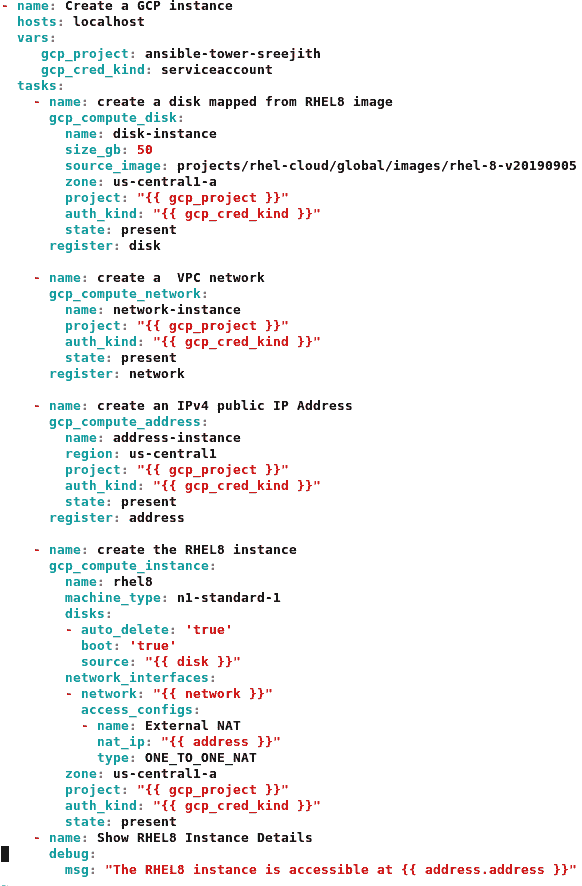 - name: Create a GCP instance
  hosts: localhost
  vars:
     gcp_project: ansible-tower-sreejith
     gcp_cred_kind: serviceaccount
  tasks:
    - name: create a disk mapped from RHEL8 image
      gcp_compute_disk:
        name: disk-instance
        size_gb: 50
        source_image: projects/rhel-cloud/global/images/rhel-8-v20190905
        zone: us-central1-a
        project: "{{ gcp_project }}"
        auth_kind: "{{ gcp_cred_kind }}"
        state: present
      register: disk

    - name: create a  VPC network
      gcp_compute_network:
        name: network-instance
        project: "{{ gcp_project }}"
        auth_kind: "{{ gcp_cred_kind }}"
        state: present
      register: network

    - name: create an IPv4 public IP Address
      gcp_compute_address:
        name: address-instance
        region: us-central1
        project: "{{ gcp_project }}"
        auth_kind: "{{ gcp_cred_kind }}"
        state: present
      register: address

    - name: create the RHEL8 instance
      gcp_compute_instance:
        name: rhel8
        machine_type: n1-standard-1
        disks:
        - auto_delete: 'true'
          boot: 'true'
          source: "{{ disk }}"
        network_interfaces:
        - network: "{{ network }}"
          access_configs:
          - name: External NAT
            nat_ip: "{{ address }}"
            type: ONE_TO_ONE_NAT
        zone: us-central1-a
        project: "{{ gcp_project }}"
        auth_kind: "{{ gcp_cred_kind }}"
        state: present
    - name: Show RHEL8 Instance Details
      debug:
        msg: "The RHEL8 instance is accessible at {{ address.address }}"
~